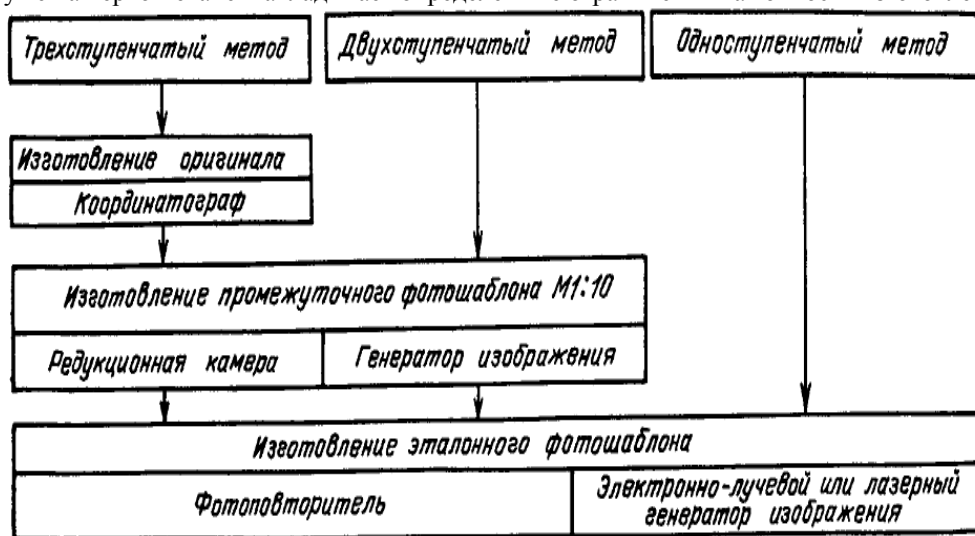 Трехступенчатый метод
Двухступенчатый метод
Одноступенчатый метод
Изготовление оригинала
Координатограф
Изготовление промежуточного фотошаблона М1:10
Редукционная камера
Генератор изображения
Изготовление эталонного фотошаблона
Фотоповторитель
Электронно-лучевой или лазерный
генератор изображения